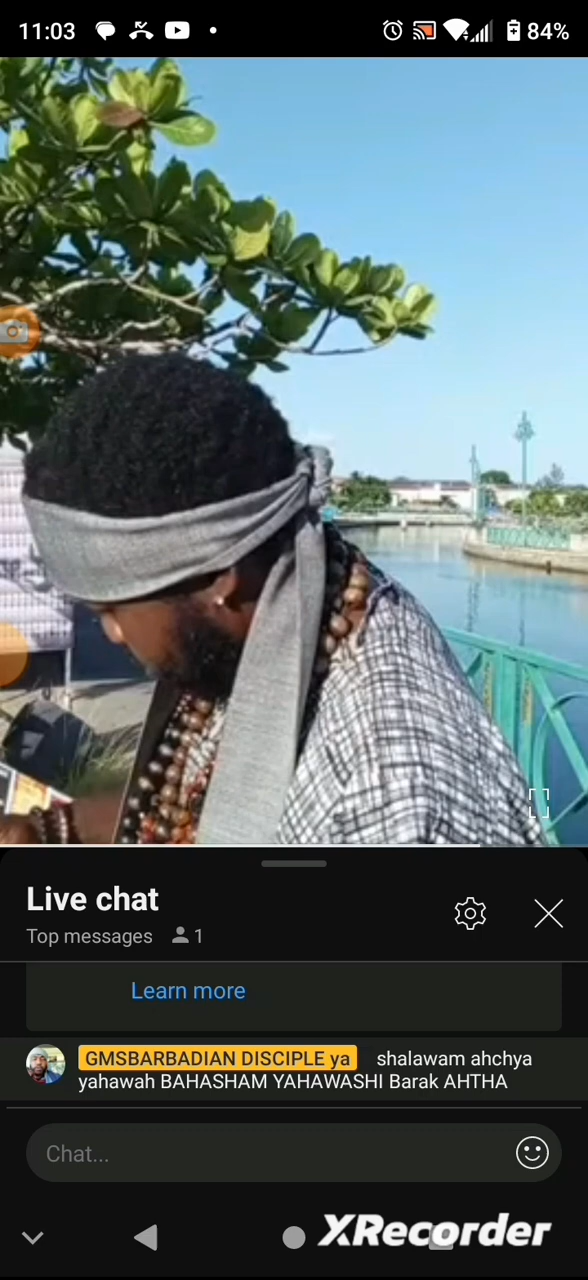 11:03
84%
Live chat
Top messages 1
Learn more
GMSBARBADIAN DISCIPLE ya shalawam ahchya
yahawah BAHASHAM YAHAWASHI Barak AHTHA
Chat...
XRecorder